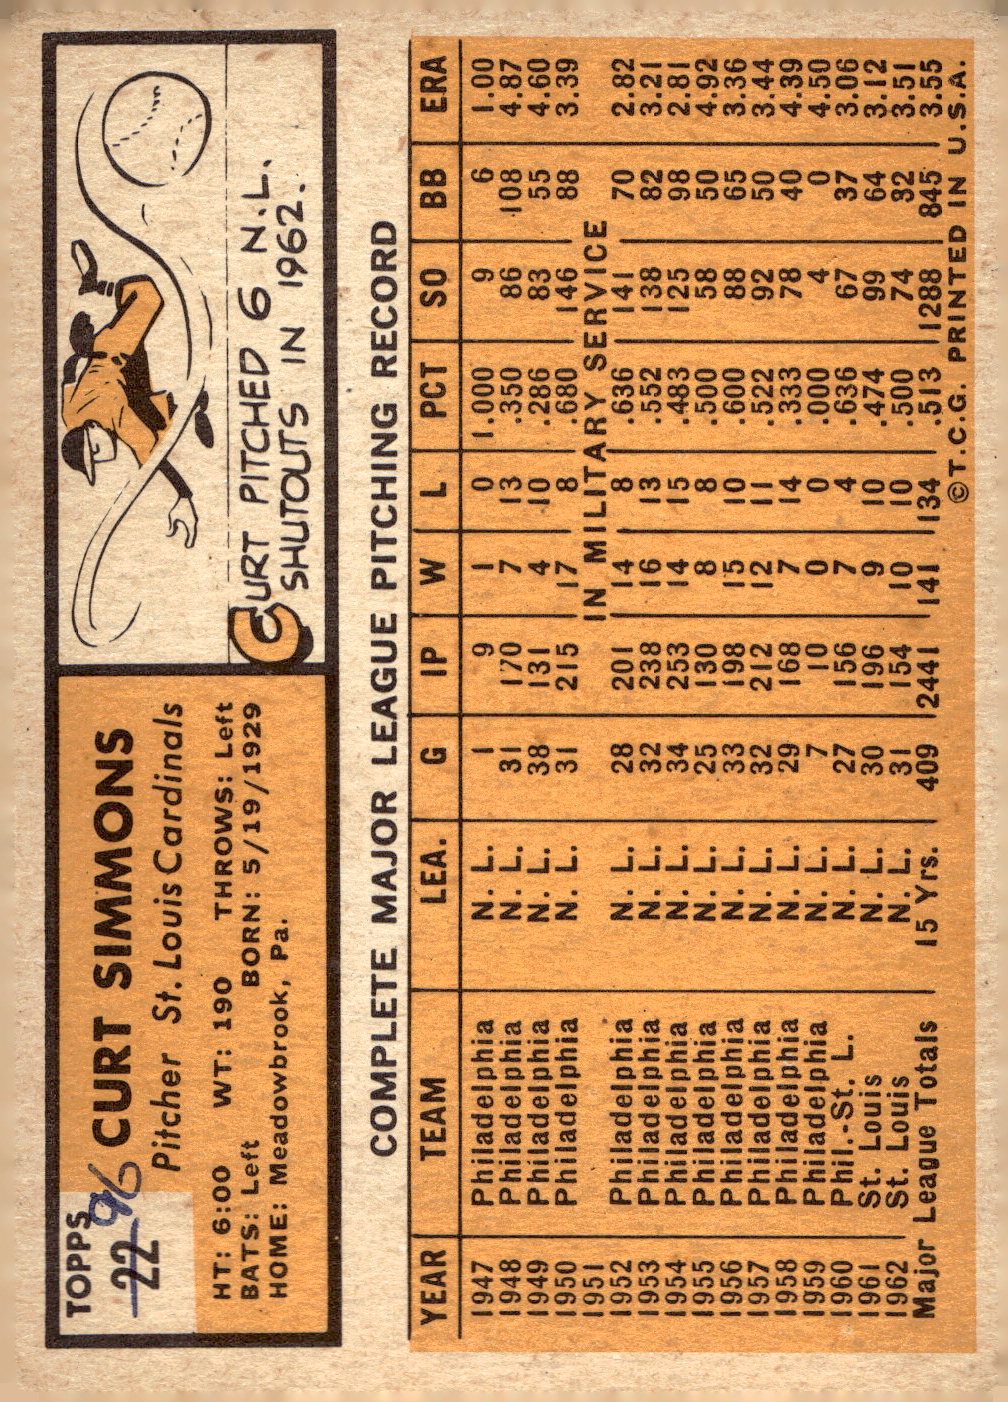 TOPPS
22 96
CURT SIMMONS
Pitcher St. Louis Cardinals
HT: 6:00 WT: 190 THROWS: Left
BATS: Left BORN: 5/19/1929
HOME: Meadowbrook, Pa.
CURT PITCHED 6 N.L.
SHUTOUTS IN 1962.
COMPLETE MAJOR LEAGUE PITCHING RECORD
YEAR TEAM LEA. G IP W L PCT SO BB ERA
1947 Philadelphia N. L. 1 9 1 0 1.000 9 6 1.00
1948 Philadelphia N. L. 31 170 7 13 .350 86 108 4.87
1949 Philadelphia N. L. 38 131 4 10 .286 83 55 4.60
1950 Philadelphia N. L. 31 215 17 8 .680 146 88 3.39
1951 IN MILITARY SERVICE
1952 Philadelphia N. L. 28 201 14 8 .636 141 70 2.82
1953 Philadelphia N. L. 32 238 16 13 .552 138 82 3.21
1954 Philadelphia N. L. 34 253 14 15 .483 125 98 2.81
1955 Philadelphia N. L. 25 130 8 8 .500 58 50 4.92
1956 Philadelphia N. L. 33 198 15 10 .600 88 65 3.36
1957 Philadelphia N. L. 32 212 12 11 .522 92 50 3.44
1958 Philadelphia N. L. 29 168 7 14 .333 78 40 4.39
1959 Philadelphia N. L. 7 10 0 0 .000 4 0 4.50
1960 Phil.-St. L. N. L. 27 156 7 4 .636 67 37 3.06
1961 St. Louis N. L. 30 196 9 10 .474 99 64 3.12
1962 St. Louis N. L. 31 154 10 10 .500 74 32 3.51
Major League Totals 15 Yrs. 409 2441 141 134 .513 1288 845 3.55
© T.C.G. PRINTED IN U.S.A.